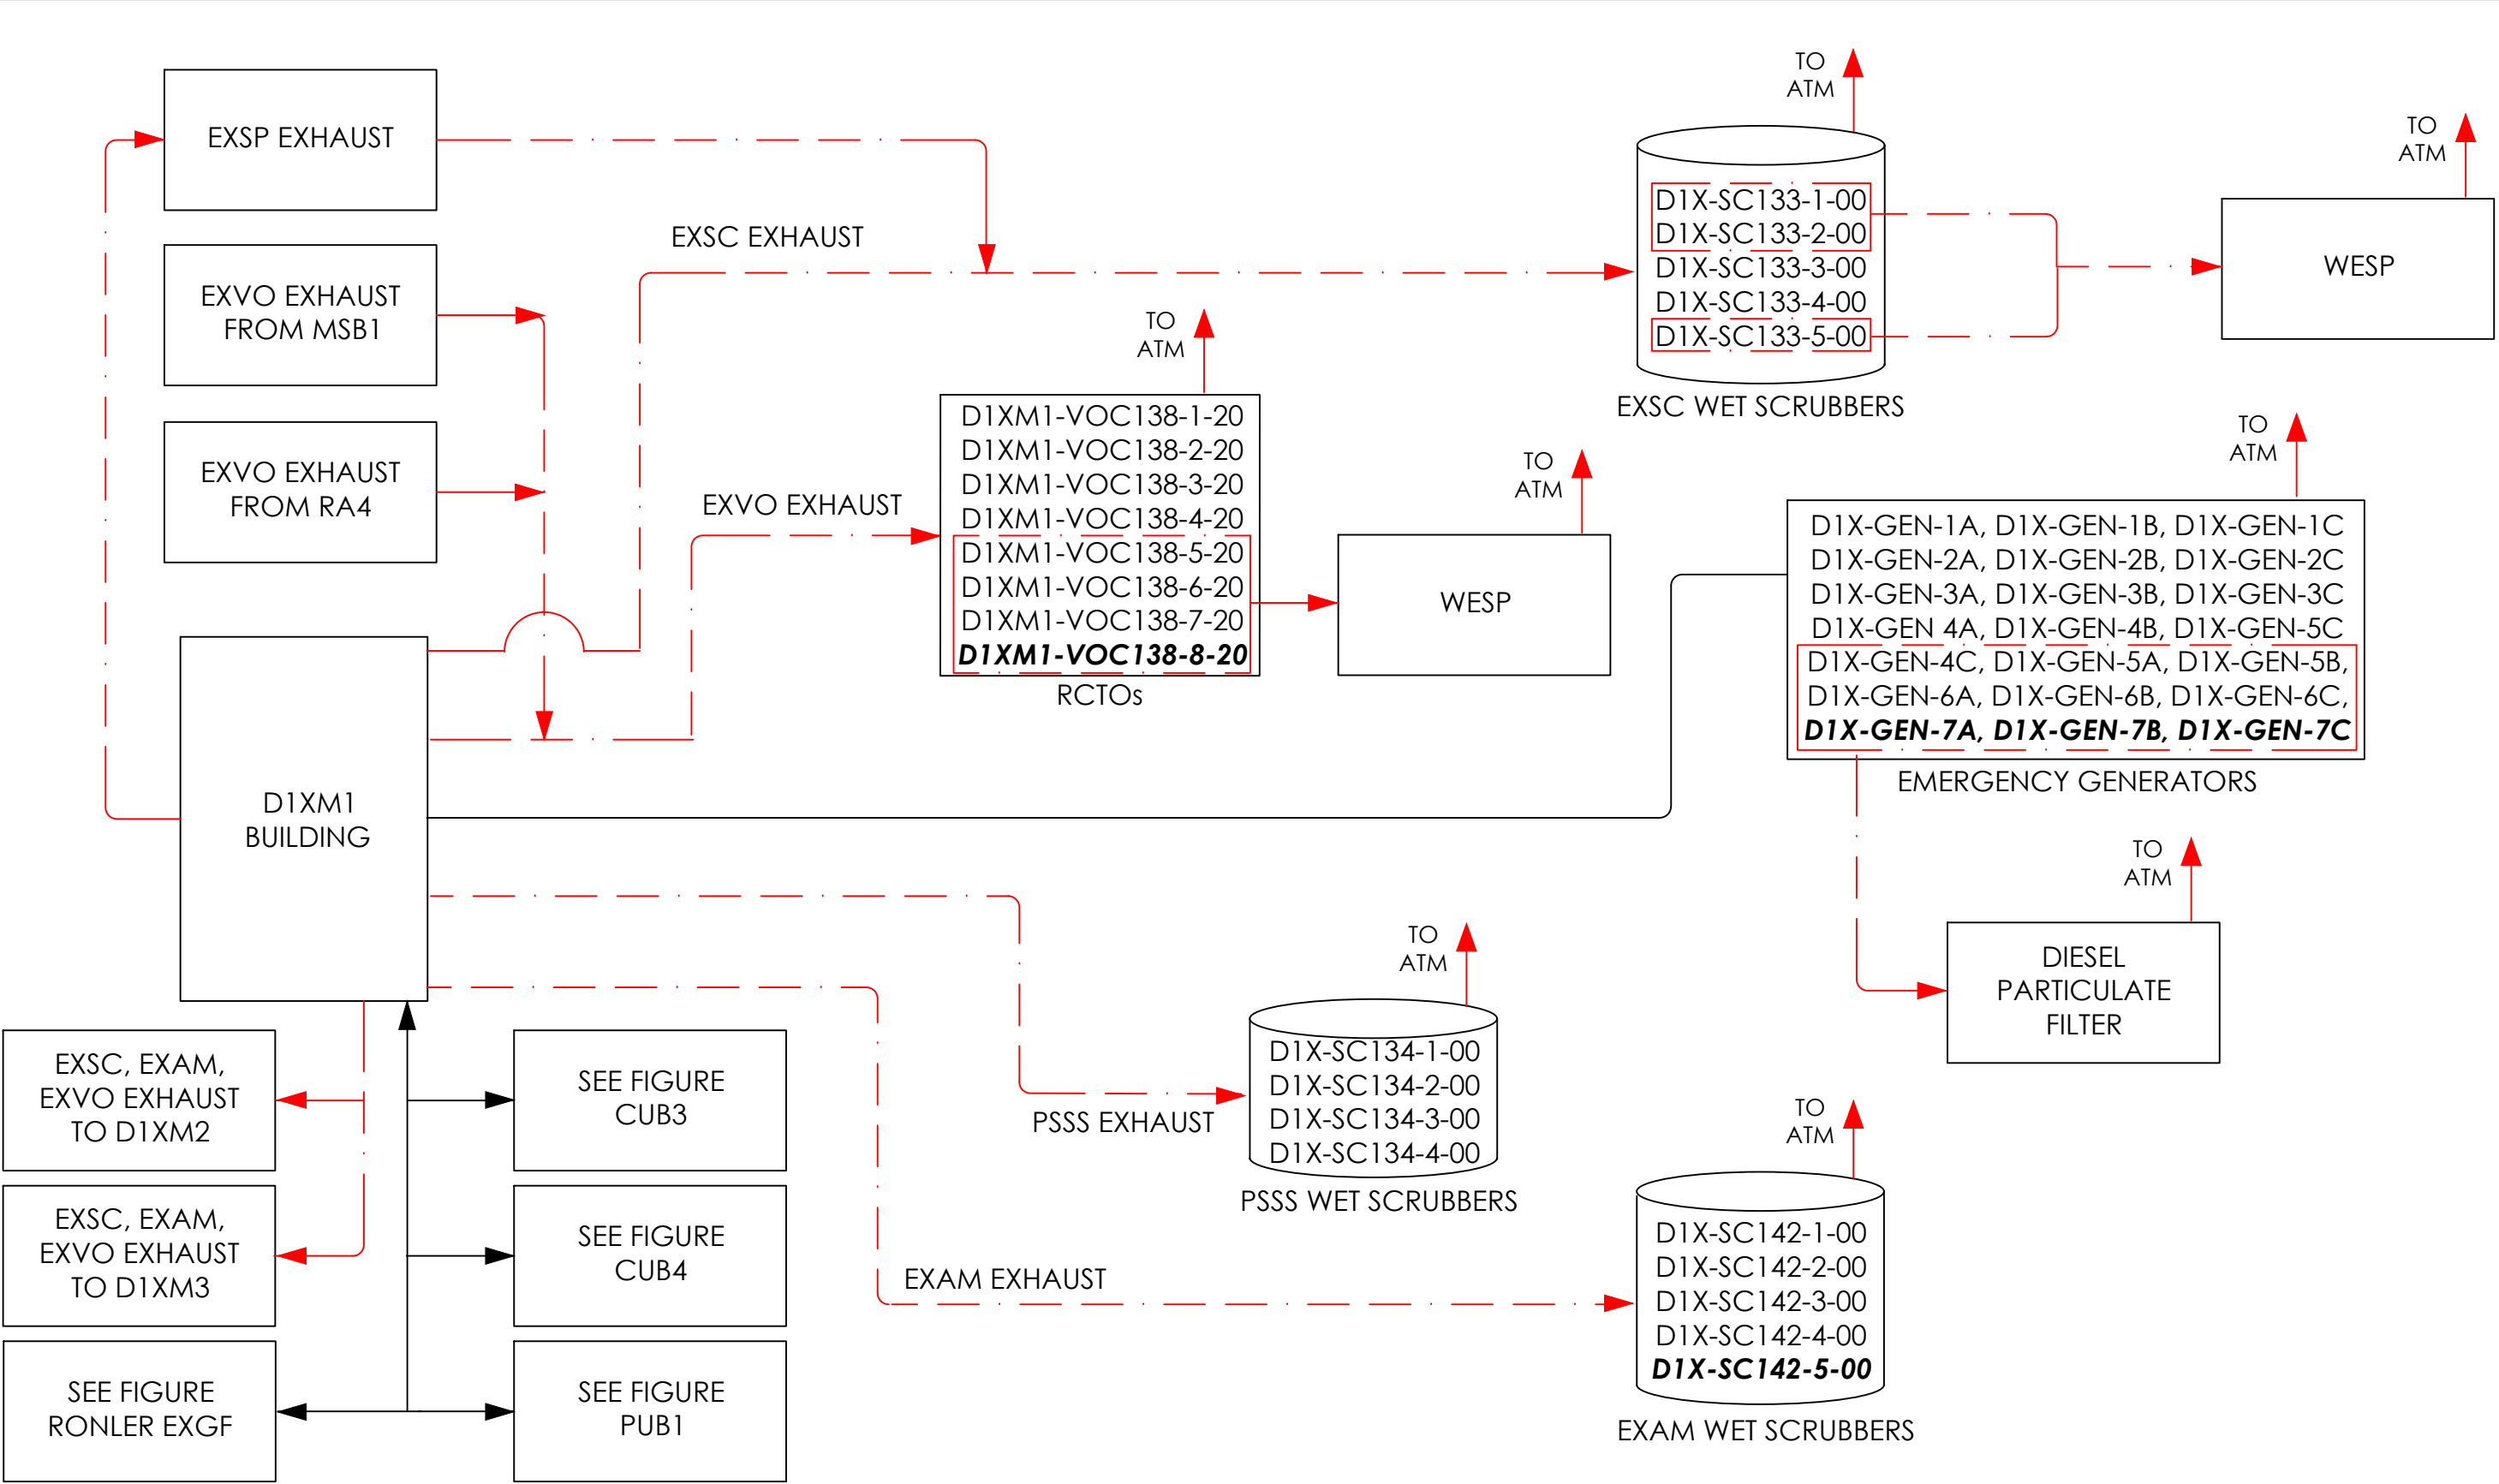 TO
ATM
EXSP EXHAUST
TO
ATM
D1X-SC133-1-00
D1X-SC133-2-00
D1X-SC133-3-00
D1X-SC133-4-00
D1X-SC133-5-00
EXSC WET SCRUBBERS
WESP
EXSC EXHAUST
EXVO EXHAUST
FROM MSB1
TO
ATM
EXVO EXHAUST
FROM RA4
EXVO EXHAUST
D1XM1-VOC138-1-20
D1XM1-VOC138-2-20
D1XM1-VOC138-3-20
D1XM1-VOC138-4-20
D1XM1-VOC138-5-20
D1XM1-VOC138-6-20
D1XM1-VOC138-7-20
D1XM1-VOC138-8-20
RCTOs
TO
ATM
WESP
TO
ATM
D1X-GEN-1A, D1X-GEN-1B, D1X-GEN-1C
D1X-GEN-2A, D1X-GEN-2B, D1X-GEN-2C
D1X-GEN-3A, D1X-GEN-3B, D1X-GEN-3C
D1X-GEN 4A, D1X-GEN-4B, D1X-GEN-5C
D1X-GEN-4C, D1X-GEN-5A, D1X-GEN-5B,
D1X-GEN-6A, D1X-GEN-6B, D1X-GEN-6C,
D1X-GEN-7A, D1X-GEN-7B, D1X-GEN-7C
EMERGENCY GENERATORS
D1XM1
BUILDING
TO
ATM
DIESEL
PARTICULATE
FILTER
TO
ATM
D1X-SC134-1-00
D1X-SC134-2-00
D1X-SC134-3-00
D1X-SC134-4-00
PSSS WET SCRUBBERS
PSSS EXHAUST
EXSC, EXAM,
EXVO EXHAUST
TO D1XM2
SEE FIGURE
CUB3
EXSC, EXAM,
EXVO EXHAUST
TO D1XM3
SEE FIGURE
CUB4
EXAM EXHAUST
TO
ATM
D1X-SC142-1-00
D1X-SC142-2-00
D1X-SC142-3-00
D1X-SC142-4-00
D1X-SC142-5-00
EXAM WET SCRUBBERS
SEE FIGURE
RONLER EXGF
SEE FIGURE
PUB1